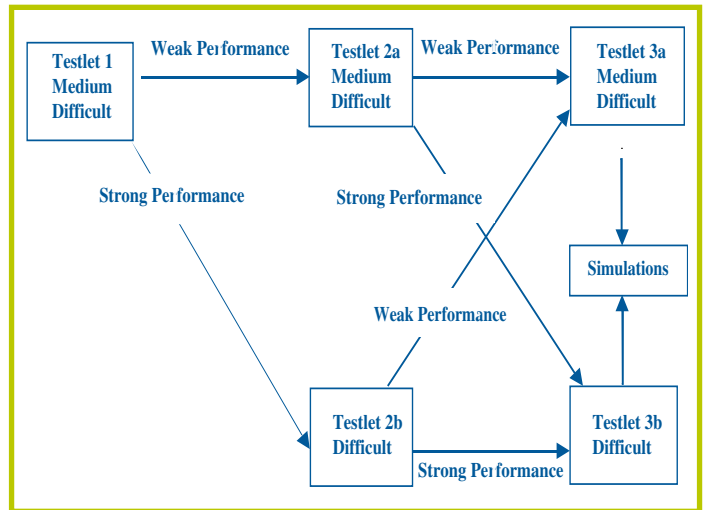 Testlet 1
Medium
Difficult
Weak Performance
Testlet 2a
Medium
Difficult
Weak Performance
Testlet 3a
Medium
Difficult
Strong Performance
Strong Performance
Simulations
Weak Performance
Testlet 2b
Difficult
Strong Performance
Testlet 3b
Difficult